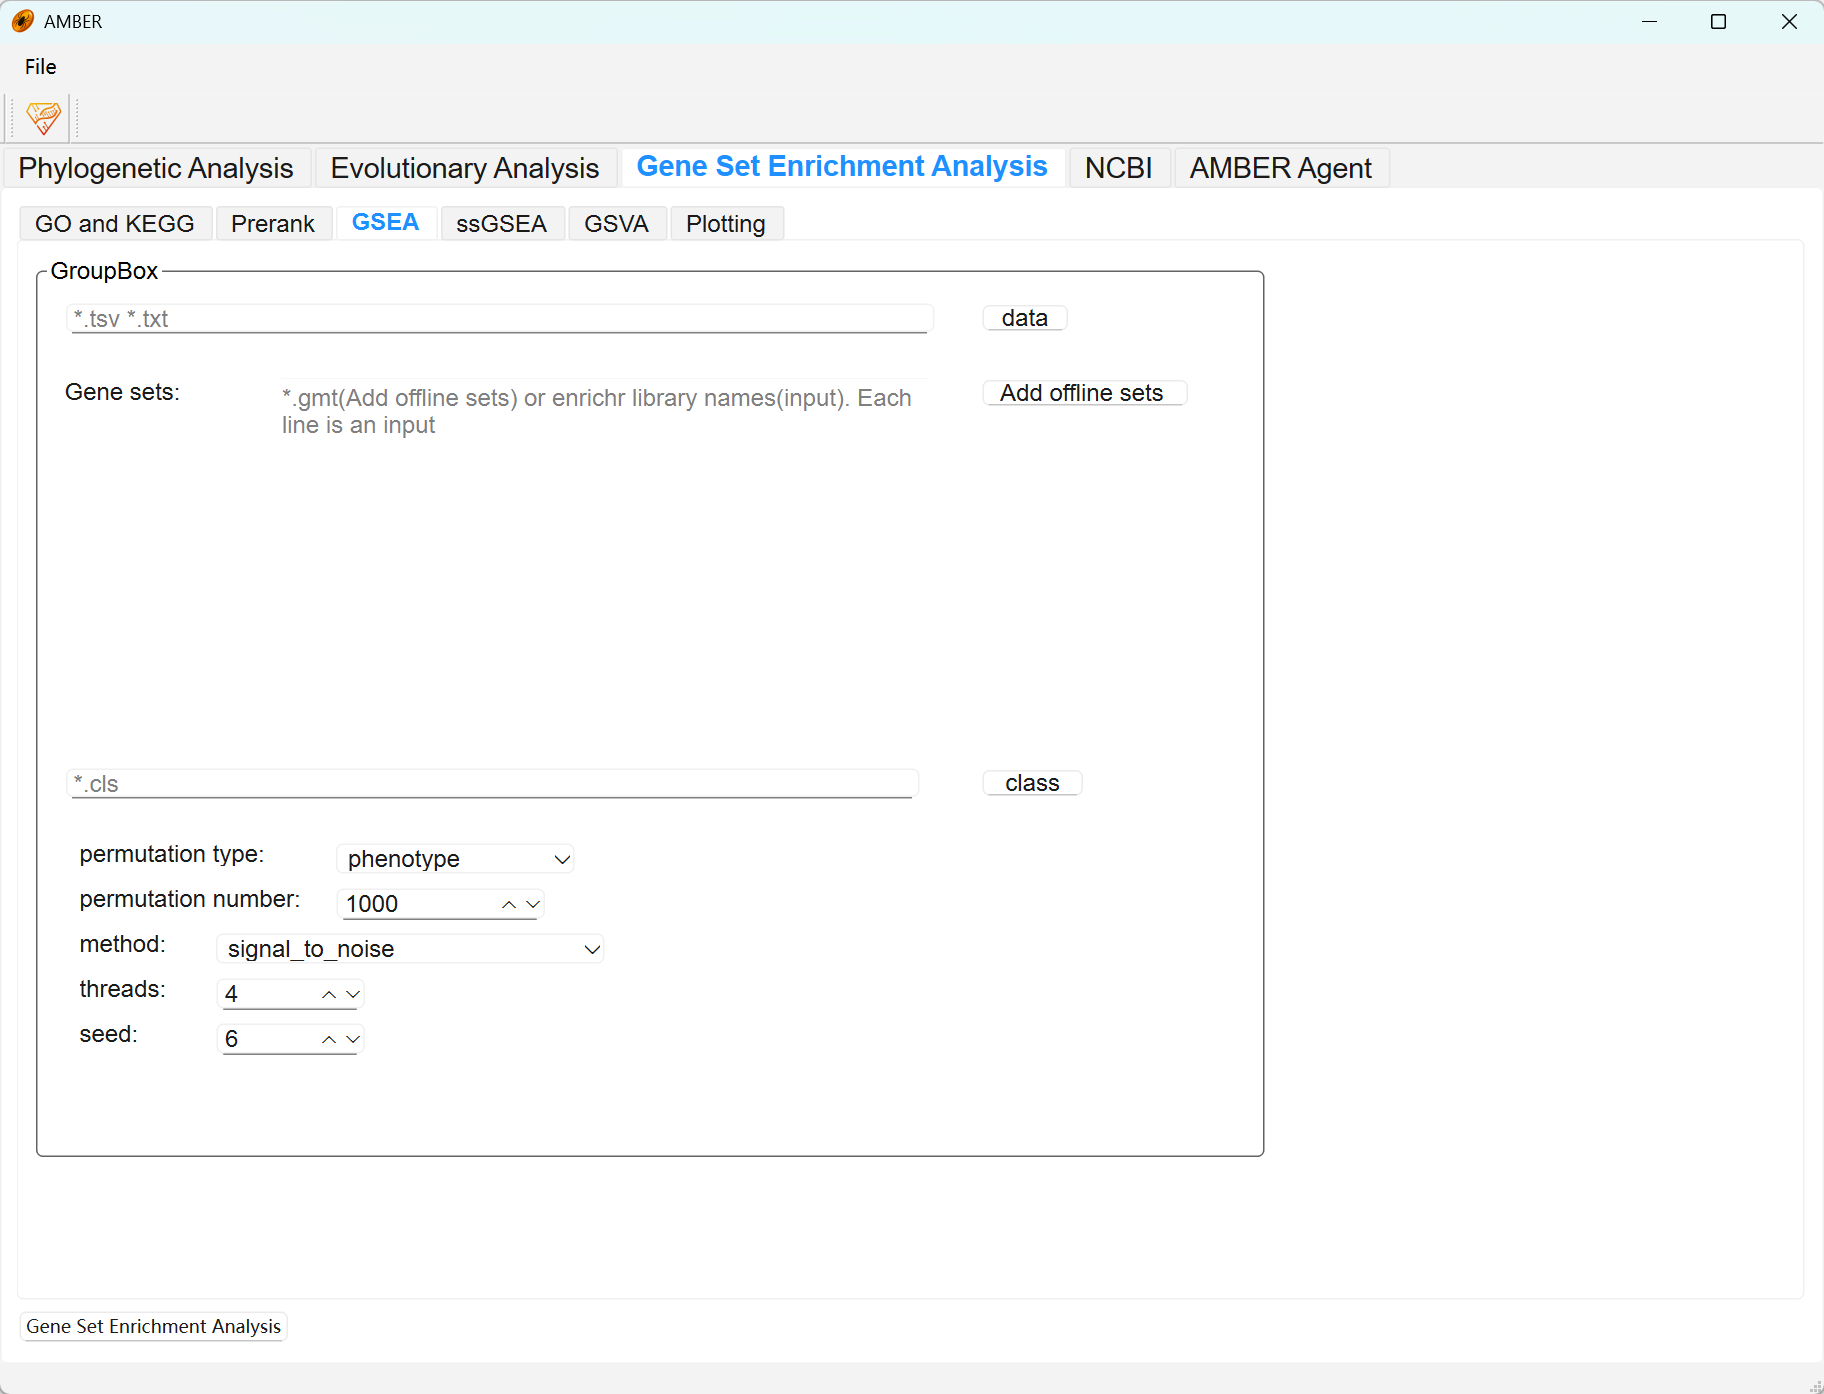 AMBER
File
Phylogenetic Analysis Evolutionary Analysis Gene Set Enrichment Analysis NCBI AMBER Agent
GO and KEGG Prerank GSEA ssGSEA GSVA Plotting
GroupBox
*.tsv *.txt data
Gene sets: *.gmt(Add offline sets) or enrichr library names(input). Each Add offline sets
line is an input
*.cls class
permutation type: phenotype
permutation number: 1000
method: signal_to_noise
threads: 4
seed: 6
Gene Set Enrichment Analysis